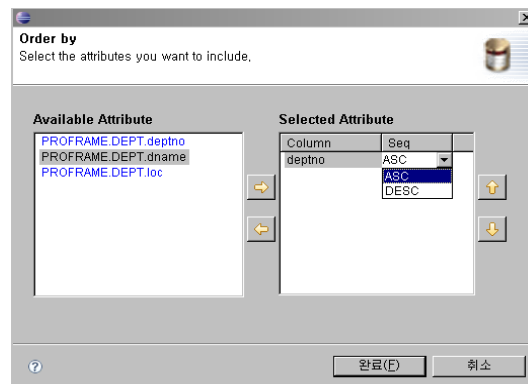 Order by
Select the attributes you want to include,
Available Attribute
PROFRAME.DEPT.deptno
PROFRAME.DEPT.dname
PROFRAME.DEPT.loc
Selected Attribute
Column Seq
deptno ASC
ASC
DESC
?
완료(F) 취소